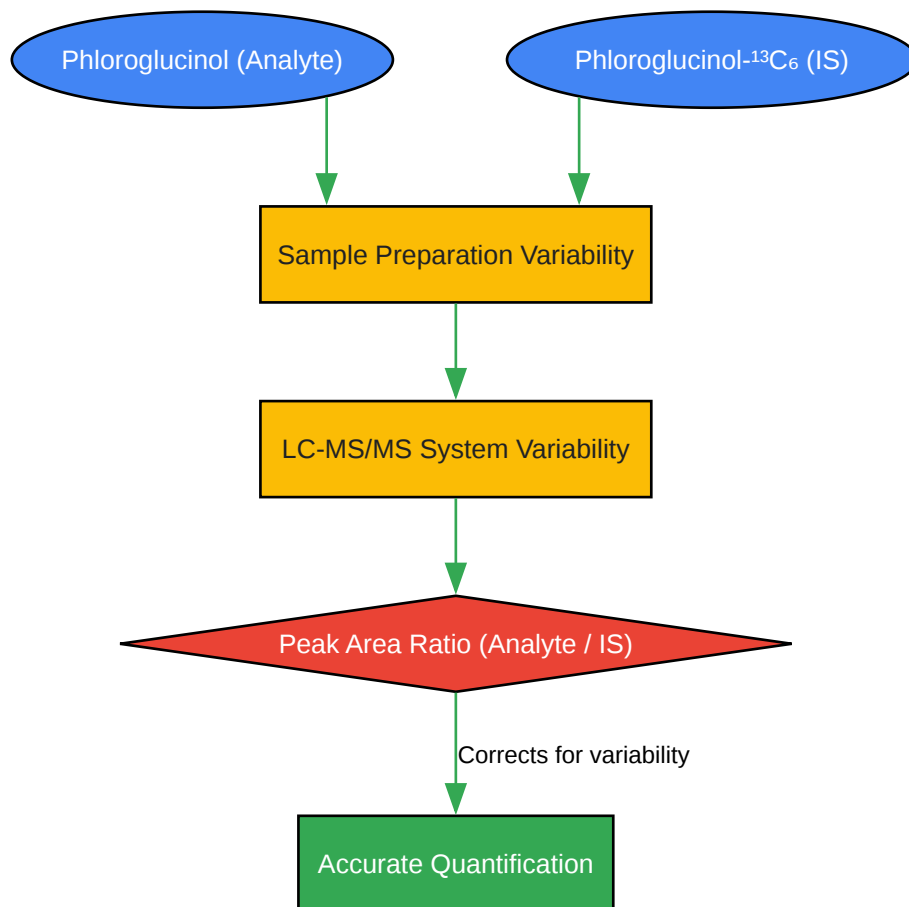 Phloroglucinol (Analyte)
Phloroglucinol-¹³C₆ (IS)
Sample Preparation Variability
LC-MS/MS System Variability
Peak Area Ratio (Analyte / IS)
Corrects for variability
Accurate Quantification